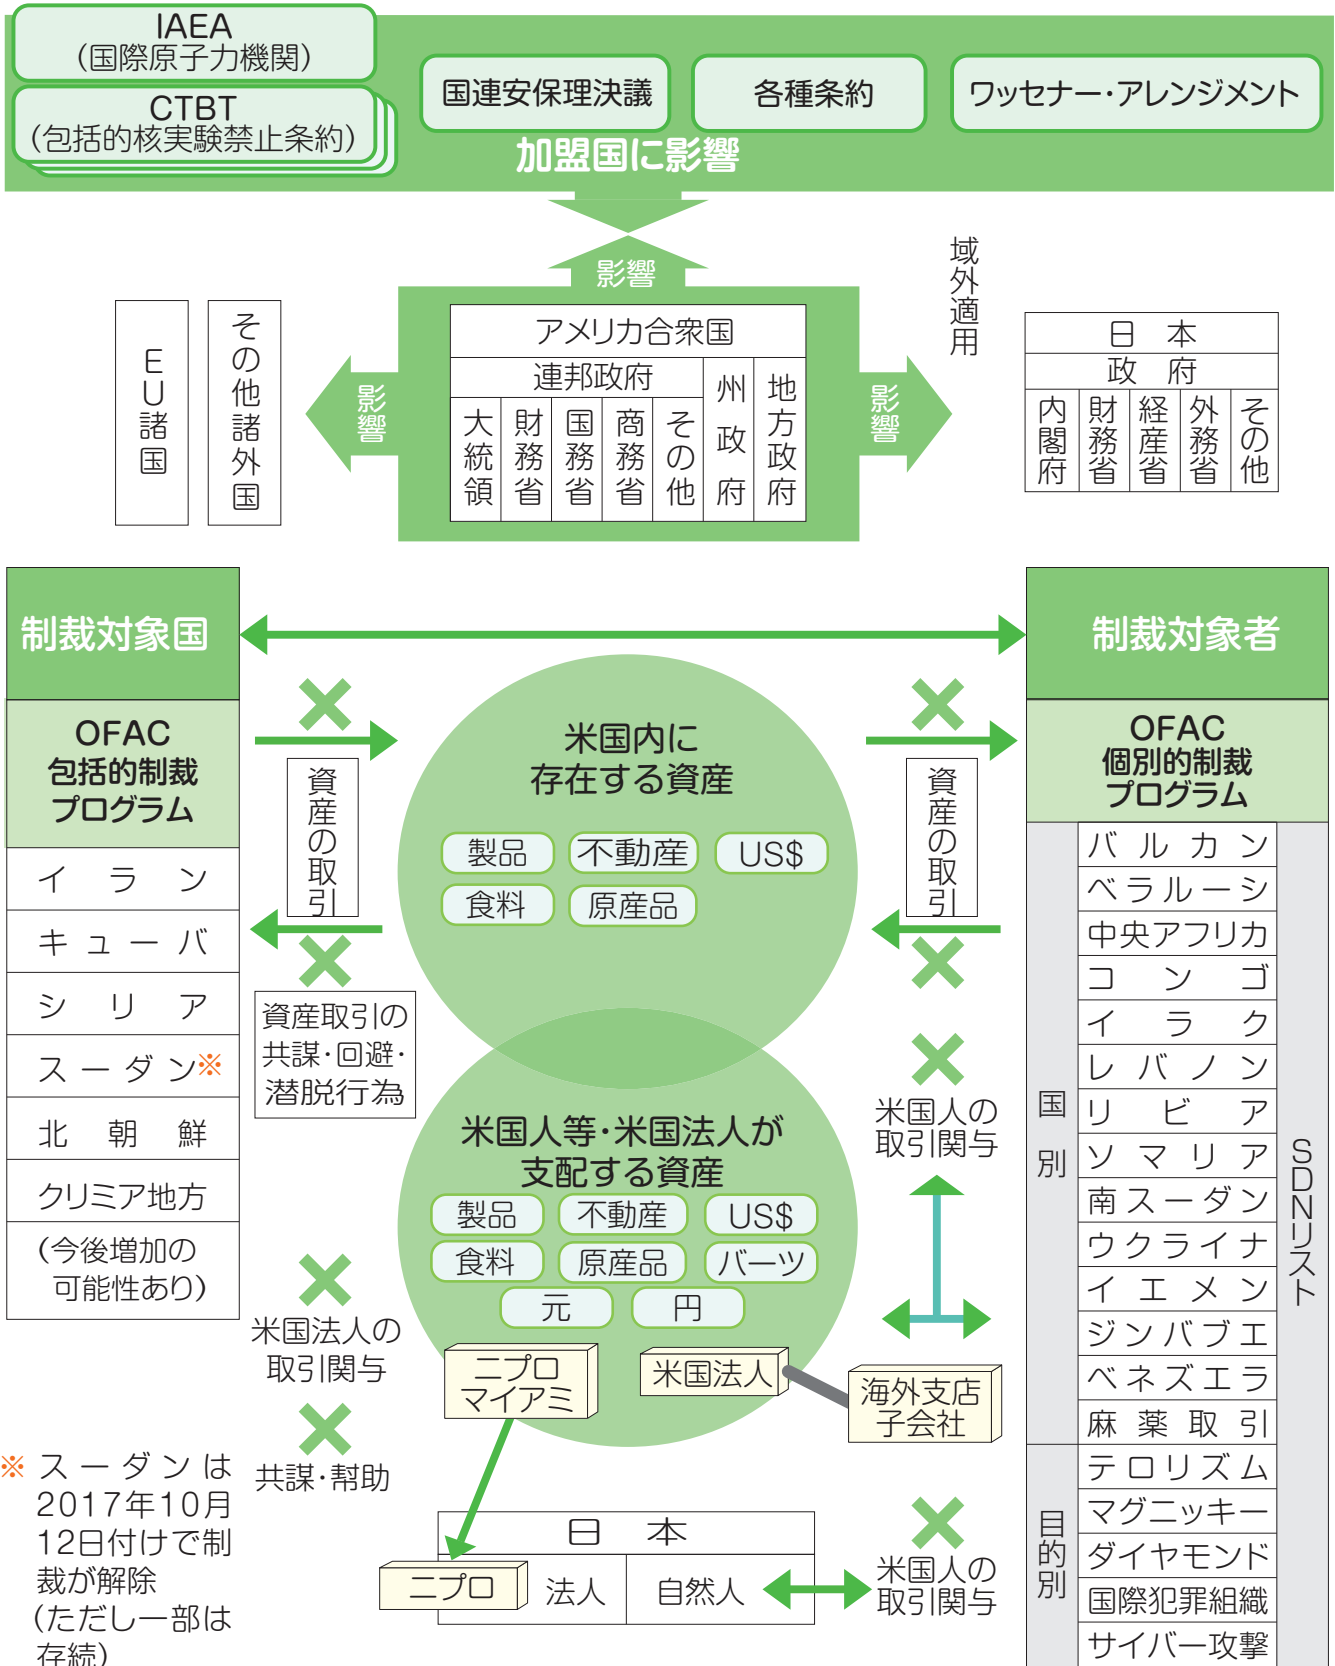 IAEA
(国際原子力機関)
CTBT
(包括的核実験禁止条約)
国連安保理決議
各種条約
ワッセナー・アレンジメント
加盟国に影響
影響
域外適用
EU諸国
その他諸外国
影響
アメリカ合衆国
連邦政府
大統領
財務省
国務省
商務省
その他
州政府
地方政府
影響
日本
政府
内閣府
財務省
経産省
外務省
その他
制裁対象国
制裁対象者
OFAC
包括的制裁
プログラム
イラン
キューバ
シリア
スーダン※
北朝鮮
クリミア地方
(今後増加の
可能性あり)
資産の取引
資産取引の
共謀・回避・
潜脱行為
米国法人の
取引関与
共謀・幇助
米国内に
存在する資産
製品
不動産
US$
食料
原産品
米国人等・米国法人が
支配する資産
製品
不動産
US$
食料
原産品
パーツ
元
円
ニプロ
マイアミ
米国法人
海外支店
子会社
資産の取引
米国人の
取引関与
日本
ニプロ
法人
自然人
米国人の
取引関与
OFAC
個別的制裁
プログラム
国別
バルカン
ベラルーシ
中央アフリカ
コンゴ
イラク
レバノン
リビア
ソマリア
南スーダン
ウクライナ
イエメン
ジンバブエ
ベネズエラ
麻薬取引
目的別
テロリズム
マグニッキー
ダイヤモンド
国際犯罪組織
サイバー攻撃
SDNリスト
※スーダンは
2017年10月
12日付けで制
裁が解除
(ただし一部は
存続)